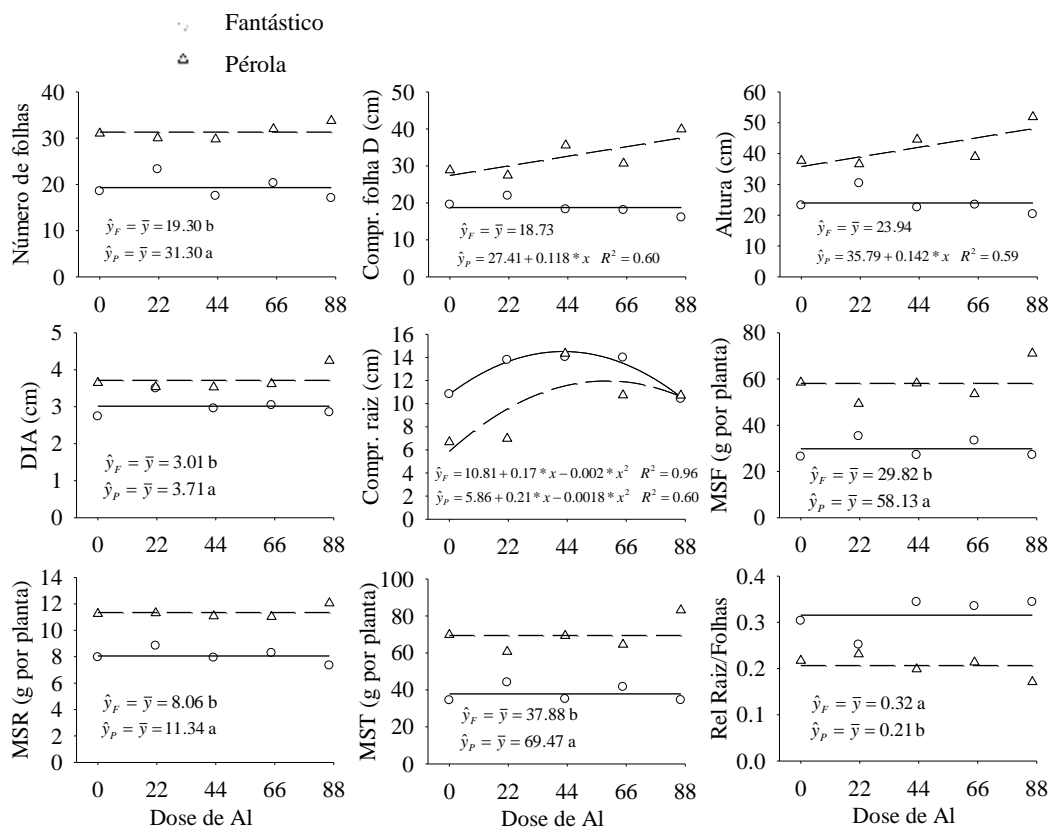 Fantástico
Pérola
Número de folhas
40
30
20
10
0
ŷ_F = ȳ = 19.30 b
ŷ_P = ȳ = 31.30 a
0 22 44 66 88
Compr. folha D (cm)
50
40
30
20
10
0
ŷ_F = ȳ = 18.73
ŷ_P = 27.41 + 0.118 * x R² = 0.60
0 22 44 66 88
Altura (cm)
60
50
40
30
20
10
0
ŷ_F = ȳ = 23.94
ŷ_P = 35.79 + 0.142 * x R² = 0.59
0 22 44 66 88
DIA (cm)
5
4
3
2
1
0
ŷ_F = ȳ = 3.01 b
ŷ_P = ȳ = 3.71 a
0 22 44 66 88
Compr. raiz (cm)
16
14
12
10
8
6
4
2
0
ŷ_F = 10.81 + 0.17 * x − 0.002 * x² R² = 0.96
ŷ_P = 5.86 + 0.21 * x − 0.0018 * x² R² = 0.60
0 22 44 66 88
MSF (g por planta)
80
60
40
20
0
ŷ_F = ȳ = 29.82 b
ŷ_P = ȳ = 58.13 a
0 22 44 66 88
MSR (g por planta)
14
12
10
8
6
4
2
0
ŷ_F = ȳ = 8.06 b
ŷ_P = ȳ = 11.34 a
0 22 44 66 88
Dose de Al
MST (g por planta)
100
80
60
40
20
0
ŷ_F = ȳ = 37.88 b
ŷ_P = ȳ = 69.47 a
0 22 44 66 88
Dose de Al
Rel Raiz/Folhas
0.4
0.3
0.2
0.1
0.0
ŷ_F = ȳ = 0.32 a
ŷ_P = ȳ = 0.21 b
0 22 44 66 88
Dose de Al